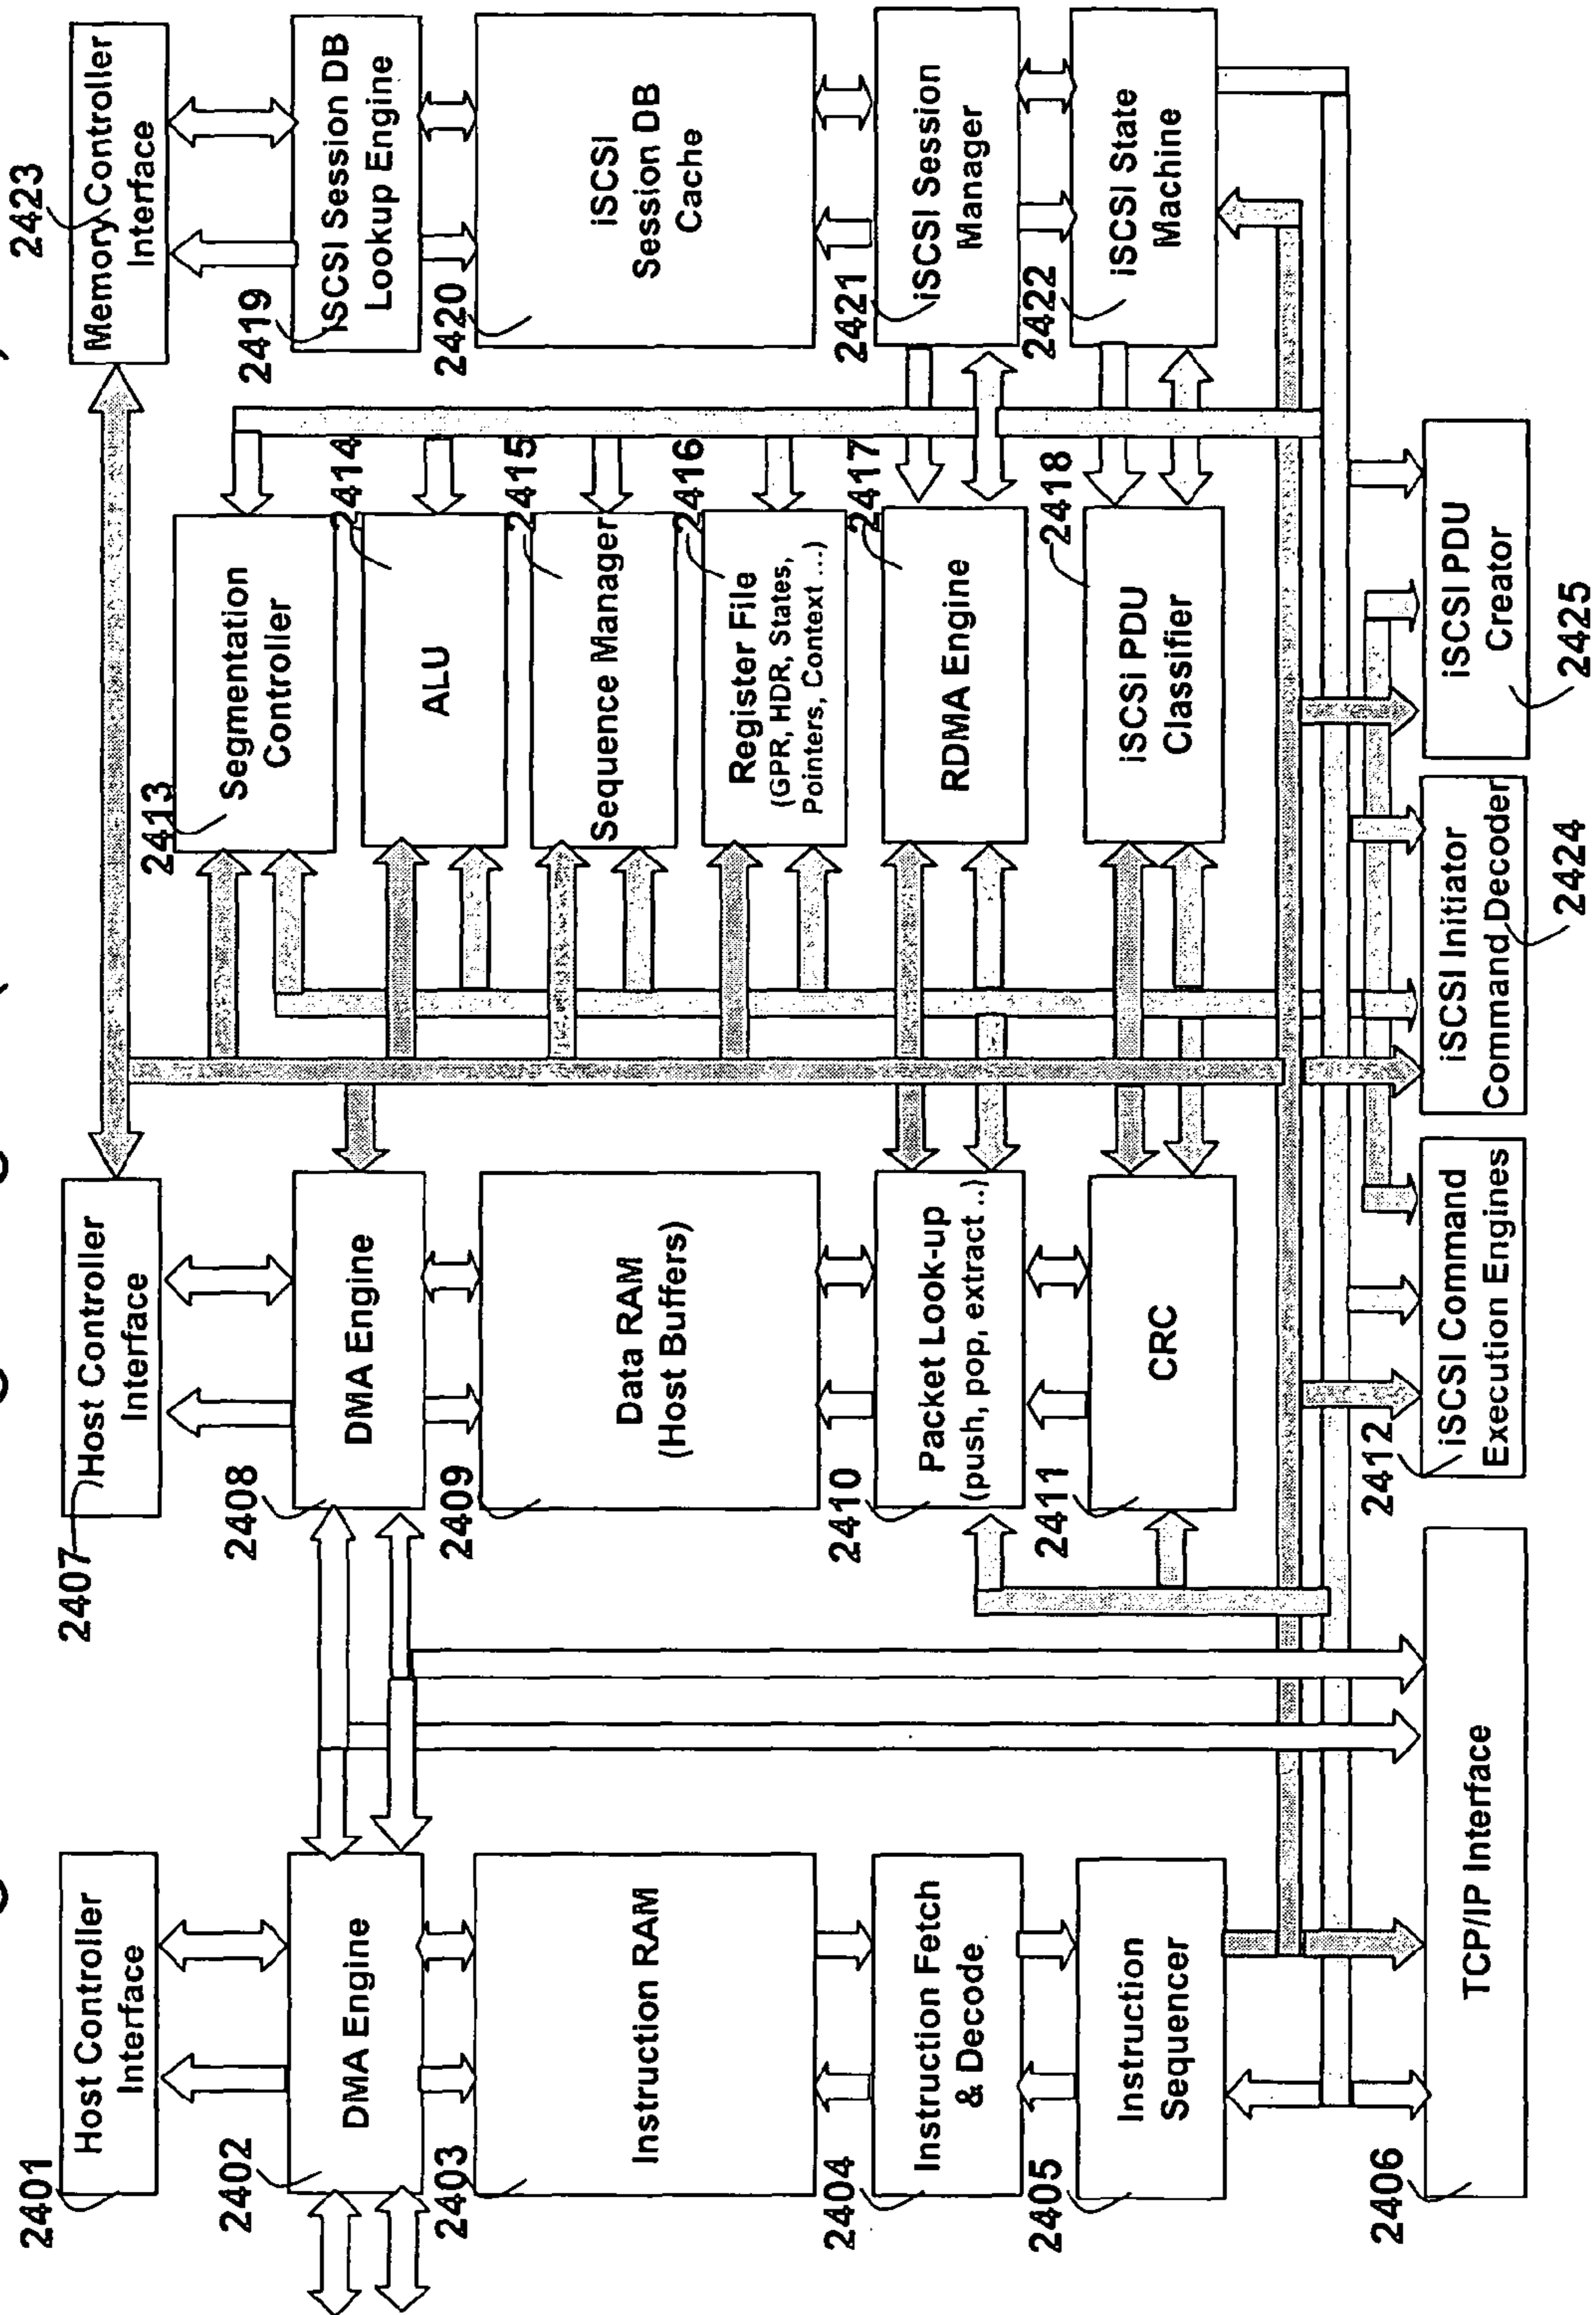 2401
Host Controller
Interface
2402
DMA Engine
2403
Instruction RAM
2404
Instruction Fetch
& Decode
2405
Instruction
Sequencer
2406
TCP/IP Interface
2407
Host Controller
Interface
2408
DMA Engine
2409
Data RAM
(Host Buffers)
2410
Packet Look-up
(push, pop, extract ..)
2411
CRC
2412
iSCSI Command
Execution Engines
2413
Segmentation
Controller
2414
ALU
2415
Sequence Manager
2416
Register File
(GPR, HDR, States,
Pointers, Context ...)
2417
RDMA Engine
2418
iSCSi PDU
Classifier
iSCSI Initiator
Command Decoder
2424
iSCSI PDU
Creator
2425
2423
Memory Controller
Interface
2419
iSCSI Session DB
Lookup Engine
2420
iSCSI
Session DB
Cache
2421
iSCSI Session
Manager
2422
iSCSI State
Machine